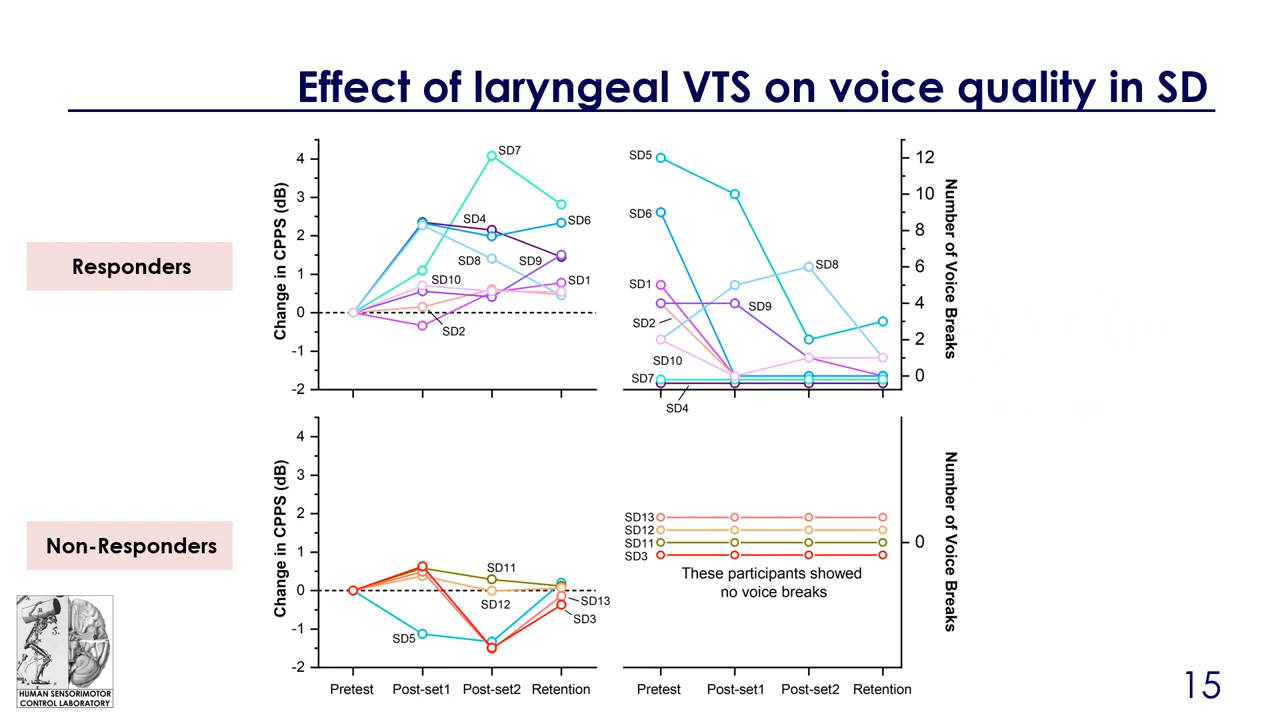 Effect of laryngeal VTS on voice quality in SD
Responders
Change in CPPS (dB)
4
3
2
1
0
-1
-2
SD7
SD4
SD6
SD8
SD9
SD10
SD1
SD2
SD5
SD6
SD8
SD1
SD9
SD2
SD10
SD7
SD4
12
10
8
6
4
2
0
Number of Voice Breaks
Non-Responders
Change in CPPS (dB)
4
3
2
1
0
-1
-2
SD11
SD12
SD13
SD3
SD5
Pretest Post-set1 Post-set2 Retention
SD13
SD12
SD11
SD3
These participants showed
no voice breaks
0
Number of Voice Breaks
Pretest Post-set1 Post-set2 Retention
HUMAN SENSORIMOTOR
CONTROL LABORATORY
15